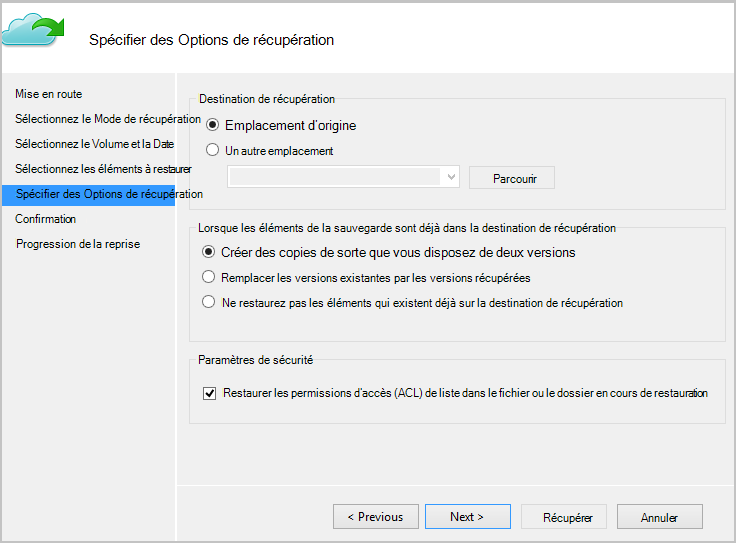 Spécifier des Options de récupération
Mise en route
Sélectionnez le Mode de récupération
Sélectionnez le Volume et la Date
Sélectionnez les éléments à restaurer
Spécifier des Options de récupération
Confirmation
Progression de la reprise
Destination de récupération
Emplacement d'origine
Un autre emplacement
Parcourir
Lorsque les éléments de la sauvegarde sont déjà dans la destination de récupération
Créer des copies de sorte que vous disposez de deux versions
Remplacer les versions existantes par les versions récupérées
Ne restaurez pas les éléments qui existent déjà sur la destination de récupération
Paramètres de sécurité
Restaurer les permissions d'accès (ACL) de liste dans le fichier ou le dossier en cours de restauration
< Previous
Next >
Récupérer
Annuler